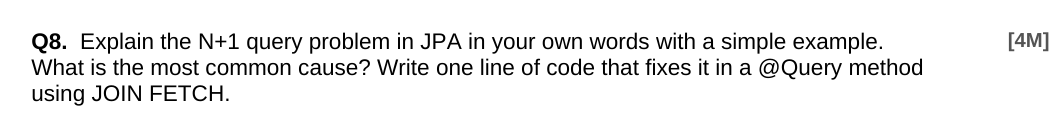 Q8. Explain the N+1 query problem in JPA in your own words with a simple example. [4M]
What is the most common cause? Write one line of code that fixes it in a @Query method
using JOIN FETCH.